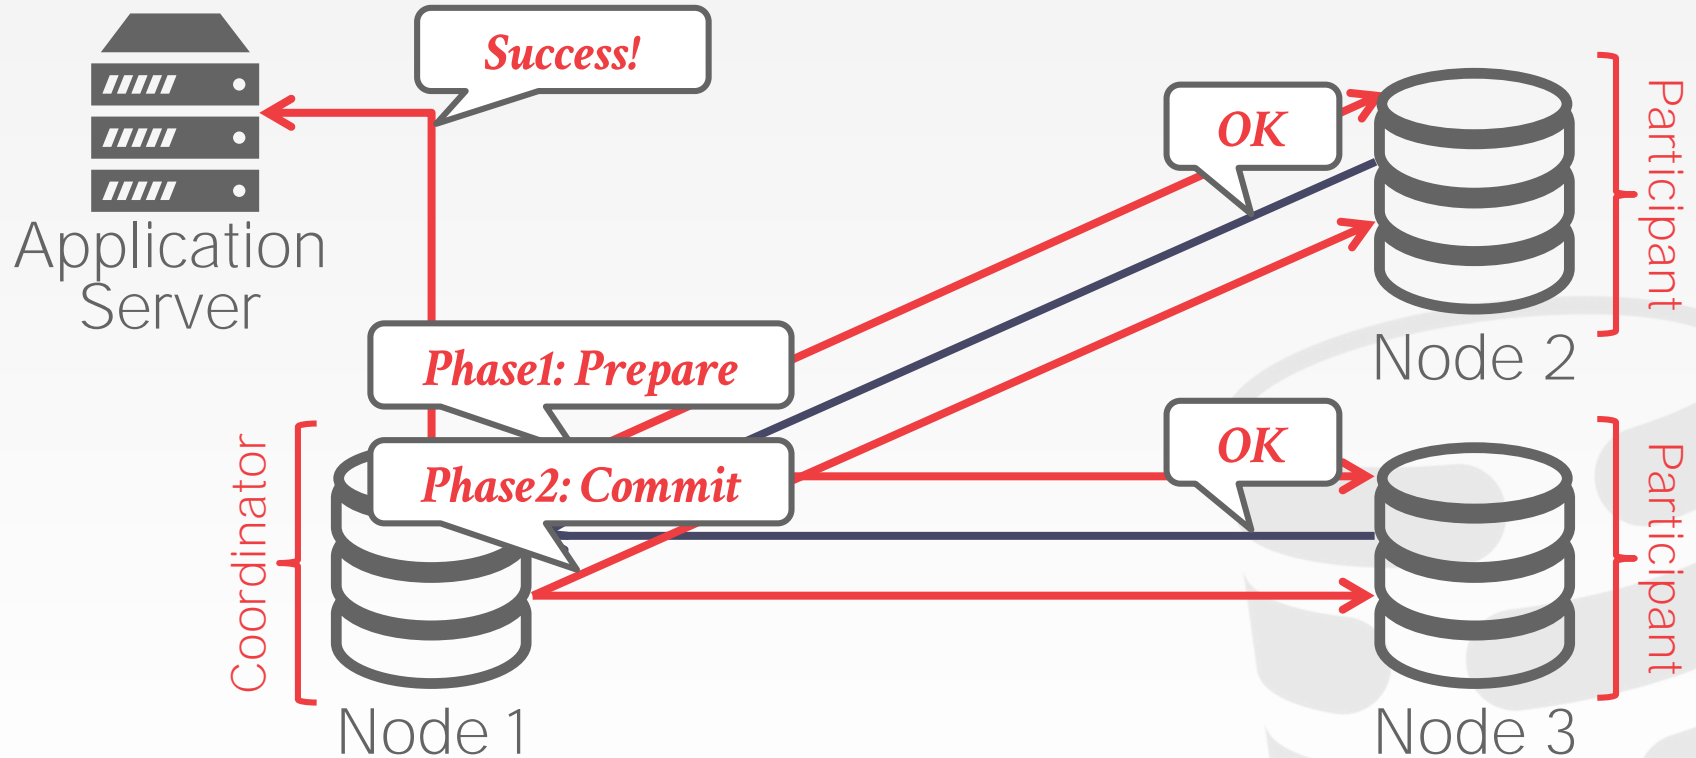 Success!
Application
Server
OK
Participant
Node 2
Phase1: Prepare
Phase2: Commit
OK
Coordinator
Participant
Node 1
Node 3